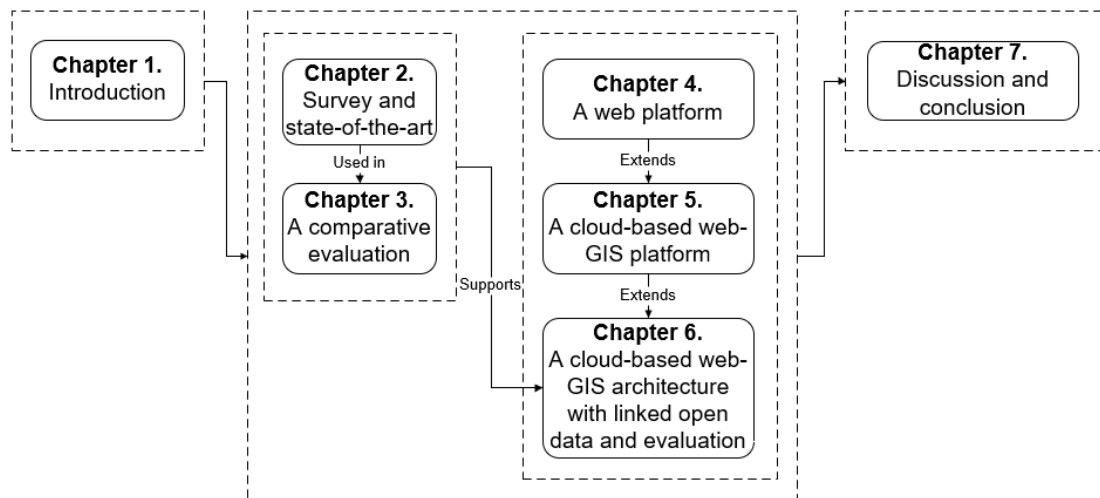 Chapter 1.
Introduction
Chapter 2.
Survey and
state-of-the-art
Used in
Chapter 3.
A comparative
evaluation
Supports
Chapter 4.
A web platform
Extends
Chapter 5.
A cloud-based web-
GIS platform
Extends
Chapter 6.
A cloud-based web-
GIS architecture
with linked open
data and evaluation
Chapter 7.
Discussion and
conclusion